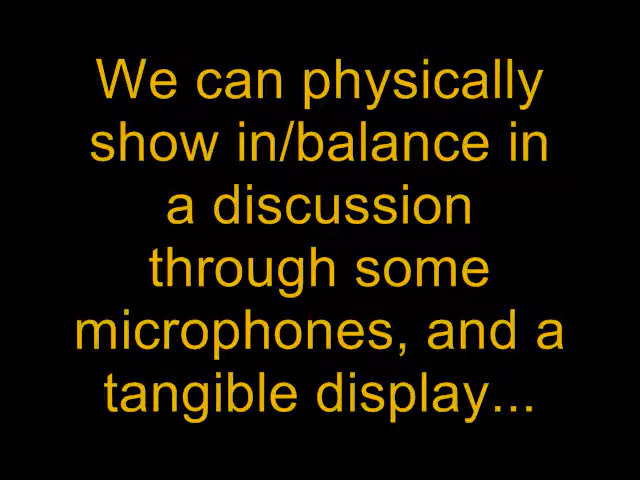 We can physically
show in/balance in
a discussion
through some
microphones, and a
tangible display...